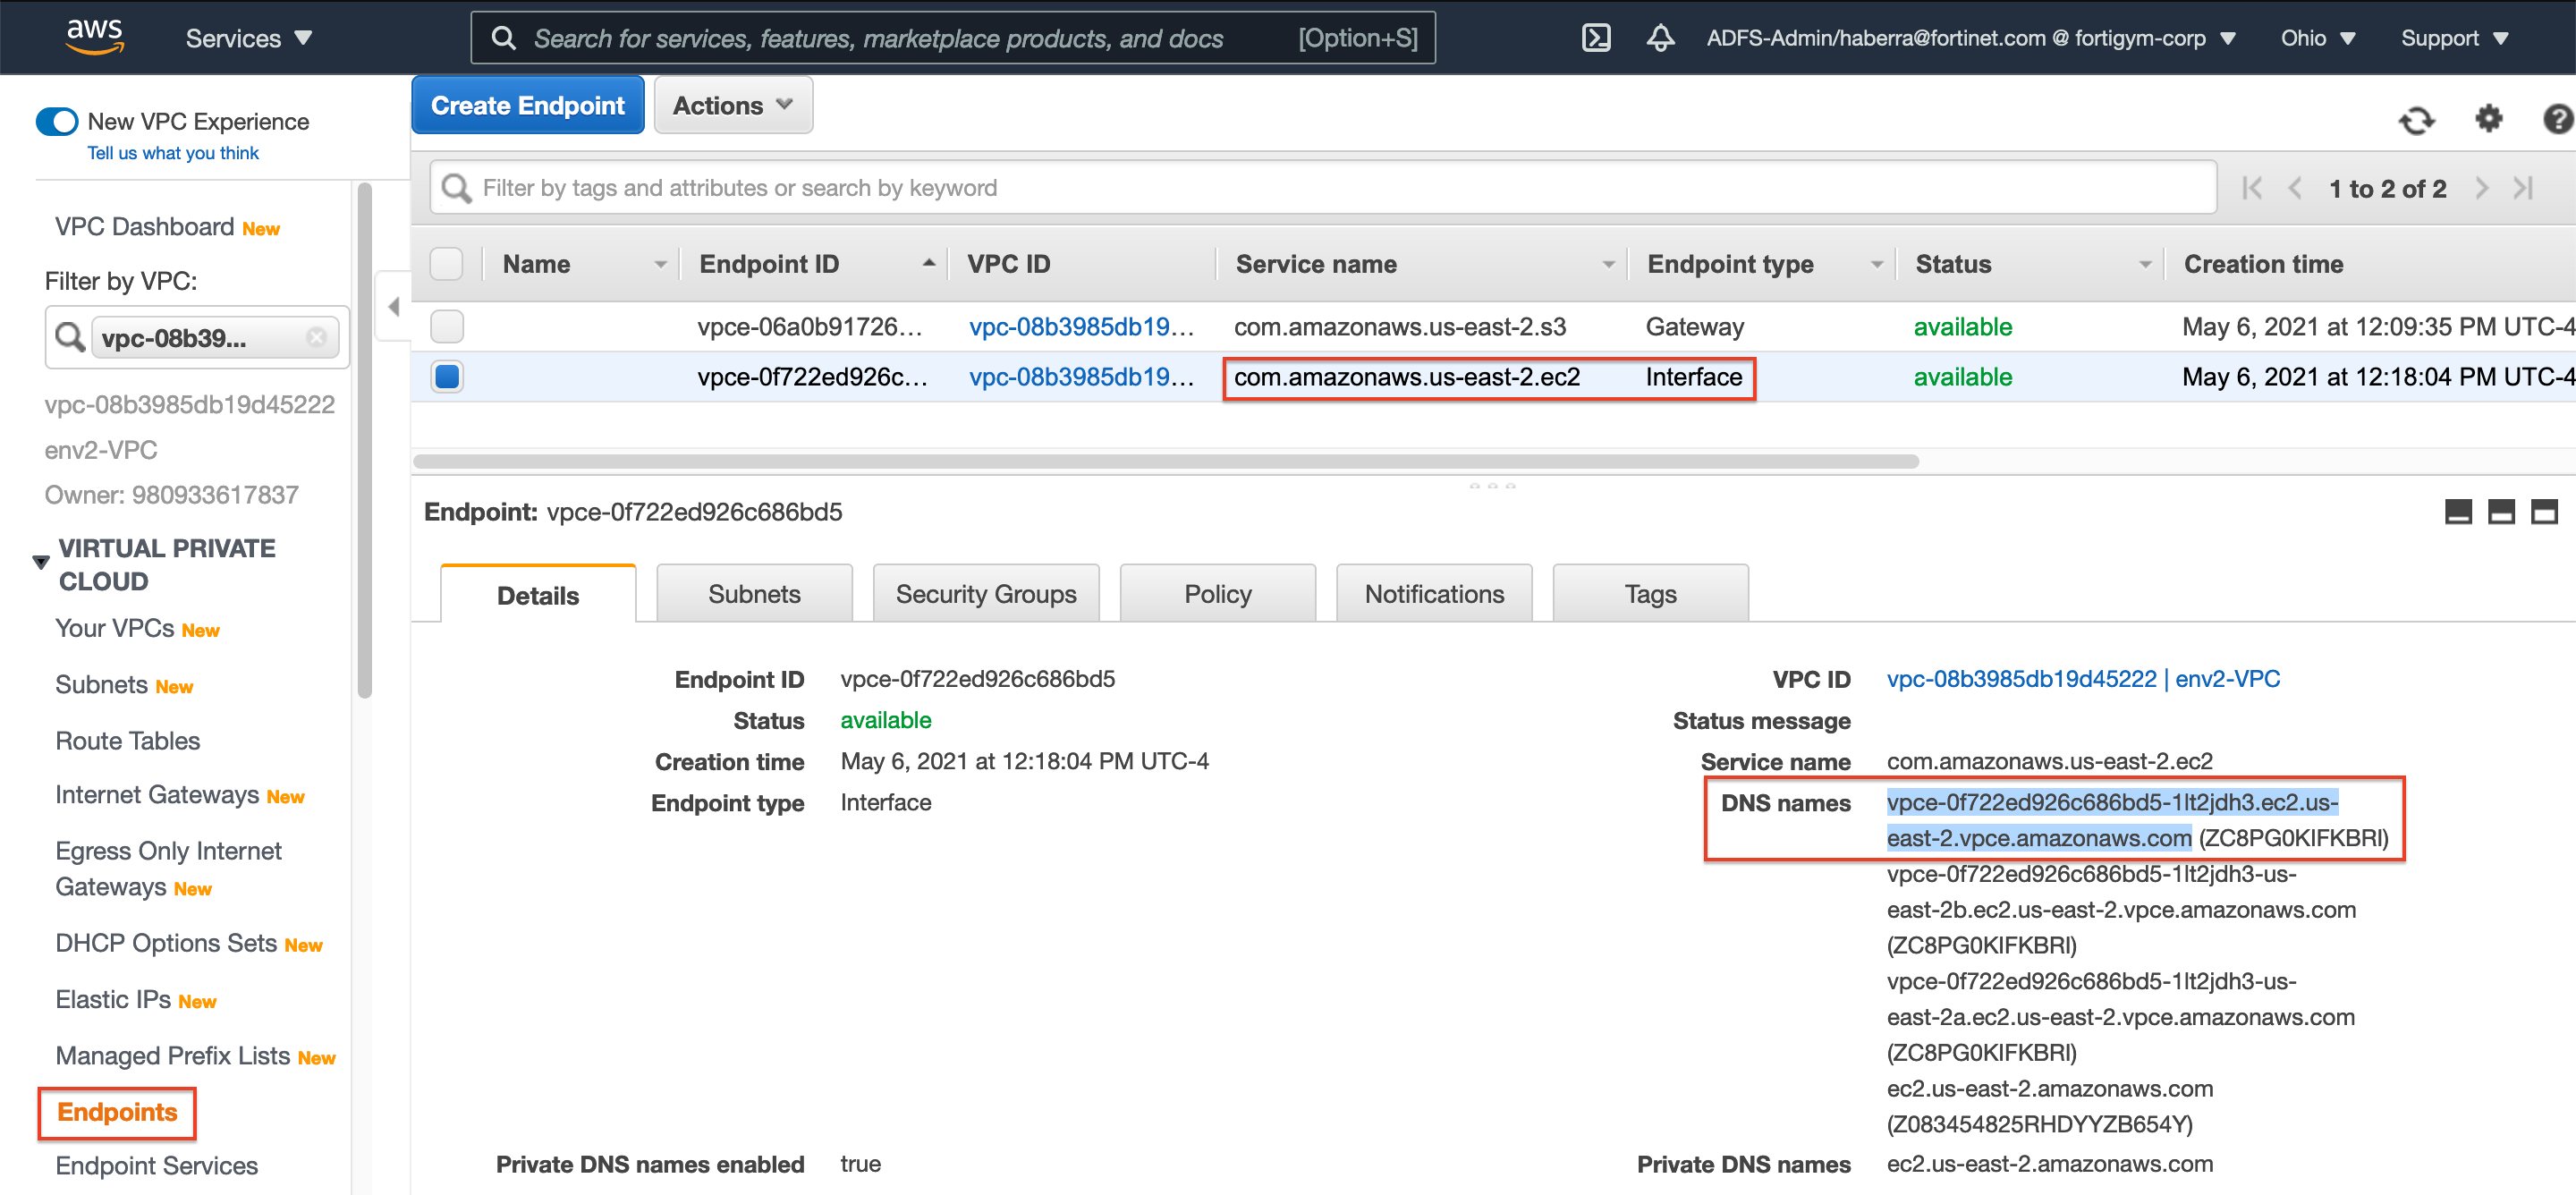 aws
Services
Search for services, features, marketplace products, and docs
[Option+S]
ADFS-Admin/haberra@fortinet.com @ fortigym-corp
Ohio
Support
New VPC Experience
Tell us what you think
VPC Dashboard New
Filter by VPC:
vpc-08b39...
vpc-08b3985db19d45222
env2-VPC
Owner: 980933617837
VIRTUAL PRIVATE
CLOUD
Your VPCs New
Subnets New
Route Tables
Internet Gateways New
Egress Only Internet
Gateways New
DHCP Options Sets New
Elastic IPs New
Managed Prefix Lists New
Endpoints
Endpoint Services
Create Endpoint
Actions
Filter by tags and attributes or search by keyword
1 to 2 of 2
Name Endpoint ID VPC ID Service name Endpoint type Status Creation time
vpce-06a0b91726... vpc-08b3985db19... com.amazonaws.us-east-2.s3 Gateway available May 6, 2021 at 12:09:35 PM UTC-4
vpce-0f722ed926c... vpc-08b3985db19... com.amazonaws.us-east-2.ec2 Interface available May 6, 2021 at 12:18:04 PM UTC-4
Endpoint: vpce-0f722ed926c686bd5
Details
Subnets
Security Groups
Policy
Notifications
Tags
Endpoint ID vpce-0f722ed926c686bd5
Status available
Creation time May 6, 2021 at 12:18:04 PM UTC-4
Endpoint type Interface
Private DNS names enabled true
VPC ID vpc-08b3985db19d45222 | env2-VPC
Status message
Service name com.amazonaws.us-east-2.ec2
DNS names vpce-0f722ed926c686bd5-1lt2jdh3.ec2.us-
east-2.vpce.amazonaws.com (ZC8PG0KIFKBRI)
vpce-0f722ed926c686bd5-1lt2jdh3-us-
east-2b.ec2.us-east-2.vpce.amazonaws.com
(ZC8PG0KIFKBRI)
vpce-0f722ed926c686bd5-1lt2jdh3-us-
east-2a.ec2.us-east-2.vpce.amazonaws.com
(ZC8PG0KIFKBRI)
ec2.us-east-2.amazonaws.com
(Z083454825RHDYYZB654Y)
Private DNS names ec2.us-east-2.amazonaws.com